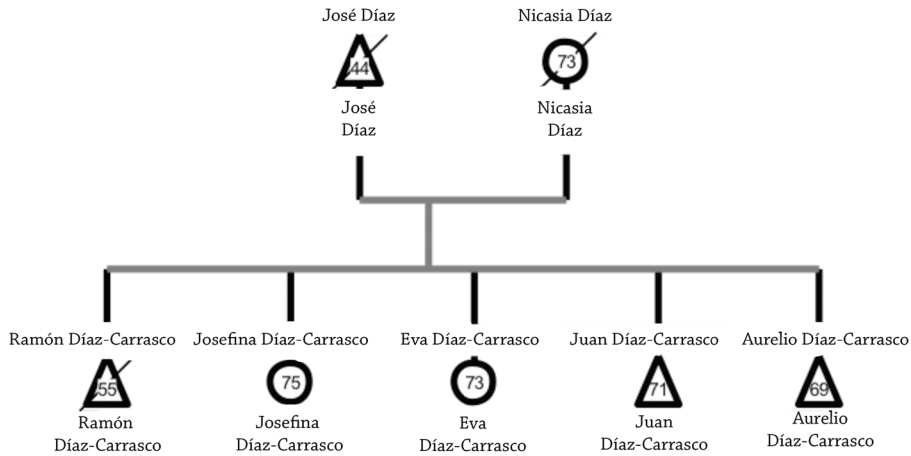 José Díaz
Nicasia Díaz
44
73
José
Díaz
Nicasia
Díaz
Ramón Díaz-Carrasco
Josefina Díaz-Carrasco
Eva Díaz-Carrasco
Juan Díaz-Carrasco
Aurelio Díaz-Carrasco
55
75
73
71
69
Ramón
Díaz-Carrasco
Josefina
Díaz-Carrasco
Eva
Díaz-Carrasco
Juan
Díaz-Carrasco
Aurelio
Díaz-Carrasco